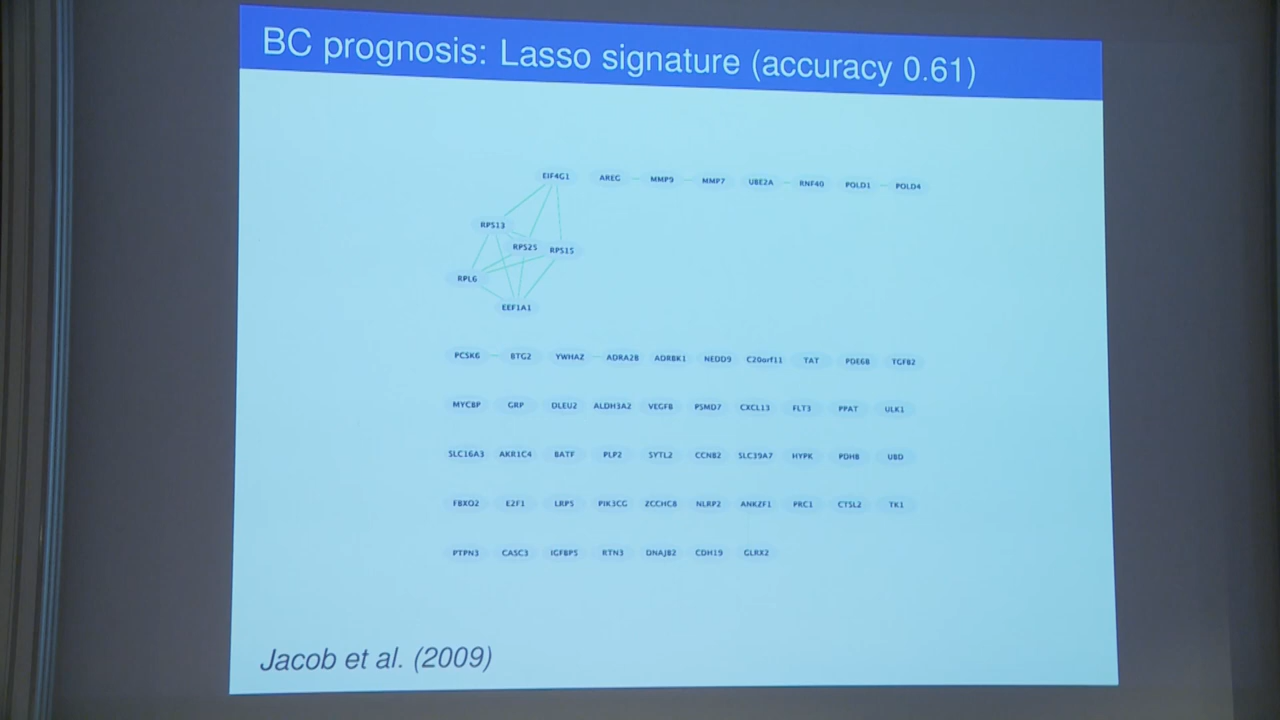 BC prognosis: Lasso signature (accuracy 0.61)
EIF4G1 AREG MMP9 MMP7 UBE2A RNF40 POLD1 POLD4
RPS13
RPS25 RPS15
RPL6
EEF1A1
PCSK6 BTG2 YWHAZ ADRA2B ADRBK1 NEDD9 C20orf11 TAT PDE6B TGFB2
MYCBP GRP DLEU2 ALDH3A2 VEGFB PSMD7 CXCL13 FLT3 PPAT ULK1
SLC16A3 AKR1C4 BATF PLP2 SYTL2 CCNB2 SLC39A7 HYPK PDHB UBD
FBXO2 E2F1 LRP5 PIK3CG ZCCHC8 NLRP2 ANKZF1 PRC1 CTSL2 TK1
PTPN3 CASC3 IGFBP5 RTN3 DNAJB2 CDH19 GLRX2
Jacob et al. (2009)